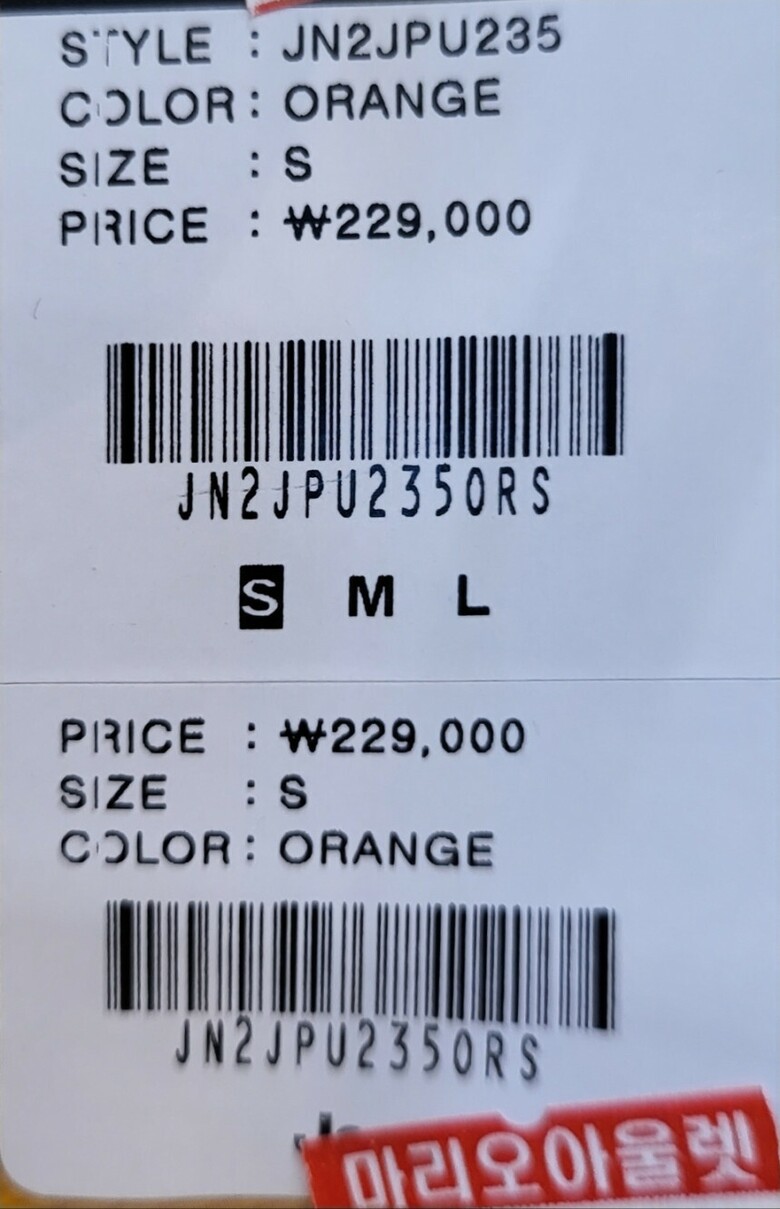 STYLE : JN2JPU235
COLOR : ORANGE
SIZE : S
PRICE : ₩229,000
JN2JPU235ORS
S M L
PRICE : ₩229,000
SIZE : S
COLOR : ORANGE
JN2JPU235ORS
마리오아울렛